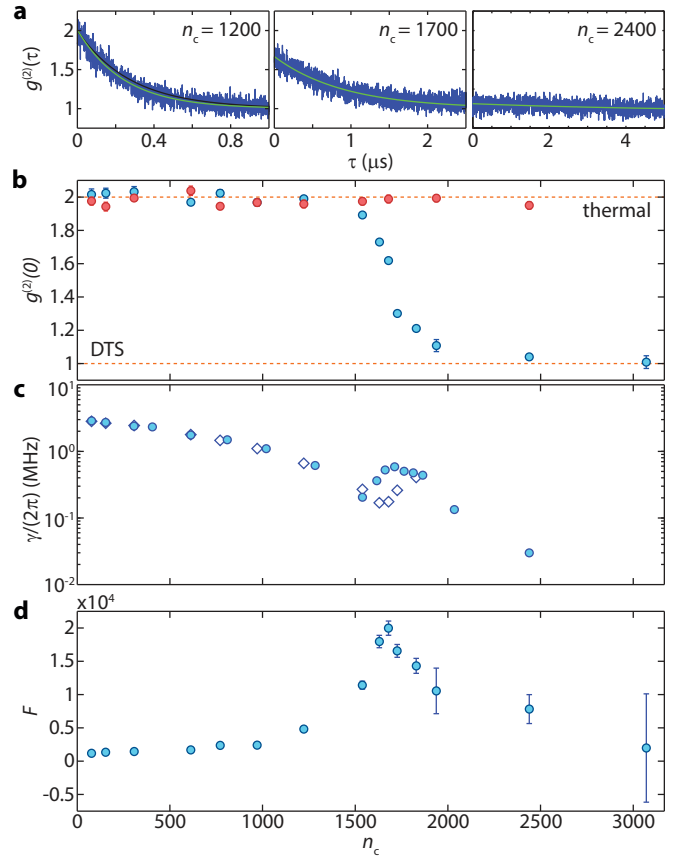 a
n_c = 1200
n_c = 1700
n_c = 2400
g^(2)(τ)
2
1.5
1
0 0.4 0.8
0 1 2
0 2 4
τ (μs)
b
g^(2)(0)
2
1.8
1.6
1.4
1.2
1
thermal
DTS
c
γ/(2π) (MHz)
10^1
10^0
10^-1
10^-2
d
x10^4
F
2
1.5
1
0.5
0
-0.5
0 500 1000 1500 2000 2500 3000
n_c